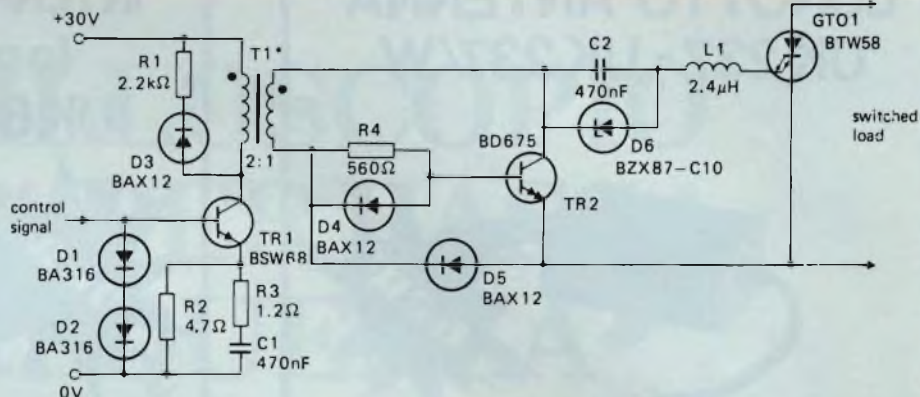 +30V
R1
2.2kΩ
T1*
D3
BAX12
2:1
R4
560Ω
D4
BAX12
C2
470nF
L1
2.4μH
GTO1
BTW58
D6
BZX87-C10
BD675
TR2
switched
load
control
signal
TR1
BSW68
D5
BAX12
D1
BA316
D2
BA316
R2
4.7Ω
R3
1.2Ω
C1
470nF
0V